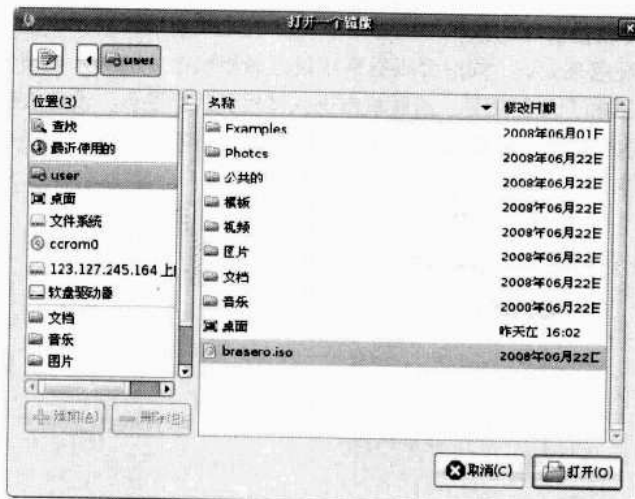 打开一个镜像
user
位置(3)
查找
最近使用的
user
桌面
文件系统
ccrom0
123.127.245.164 上
软盘驱动器
文档
音乐
图片
名称
修改日期
Examples
2008年06月01日
Photos
2008年06月22日
公共的
2008年06月22日
模板
2008年06月22日
视频
2008年06月22日
图片
2008年06月22日
文档
2008年06月22日
音乐
2008年06月22日
桌面
昨天在 16:02
brasero.iso
2008年06月22日
添加(A)
删除(R)
取消(C)
打开(O)